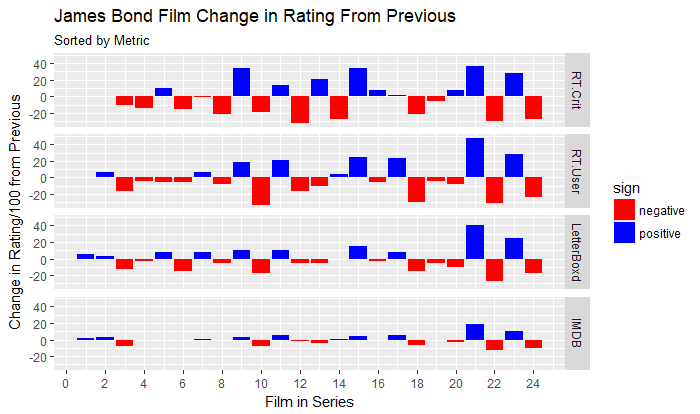 James Bond Film Change in Rating From Previous
Sorted by Metric
Change in Rating/100 from Previous
40
20
0
-20
RT.Crit
40
20
0
-20
RT.User
40
20
0
-20
LetterBoxd
40
20
0
-20
IMDB
0 2 4 6 8 10 12 14 16 18 20 22 24
Film in Series
sign
negative
positive